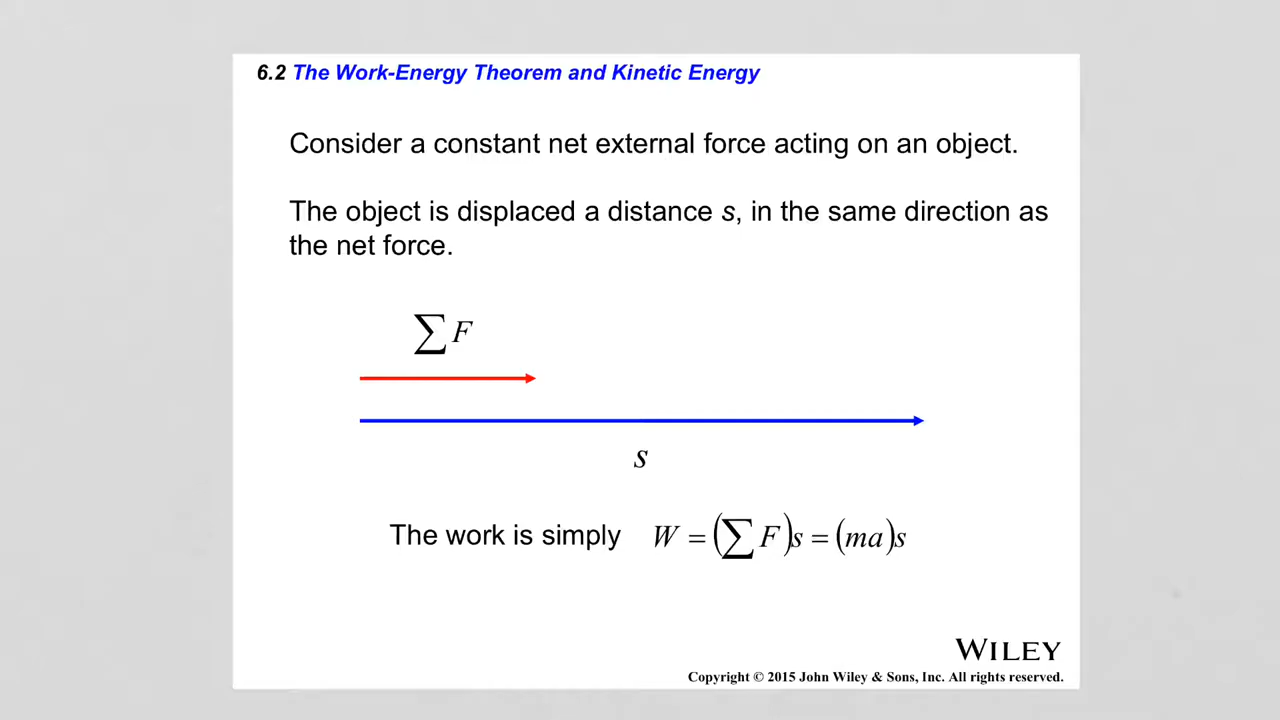 6.2 The Work-Energy Theorem and Kinetic Energy
Consider a constant net external force acting on an object.
The object is displaced a distance s, in the same direction as
the net force.
∑F
s
The work is simply W = (∑F)s = (ma)s
WILEY
Copyright © 2015 John Wiley & Sons, Inc. All rights reserved.